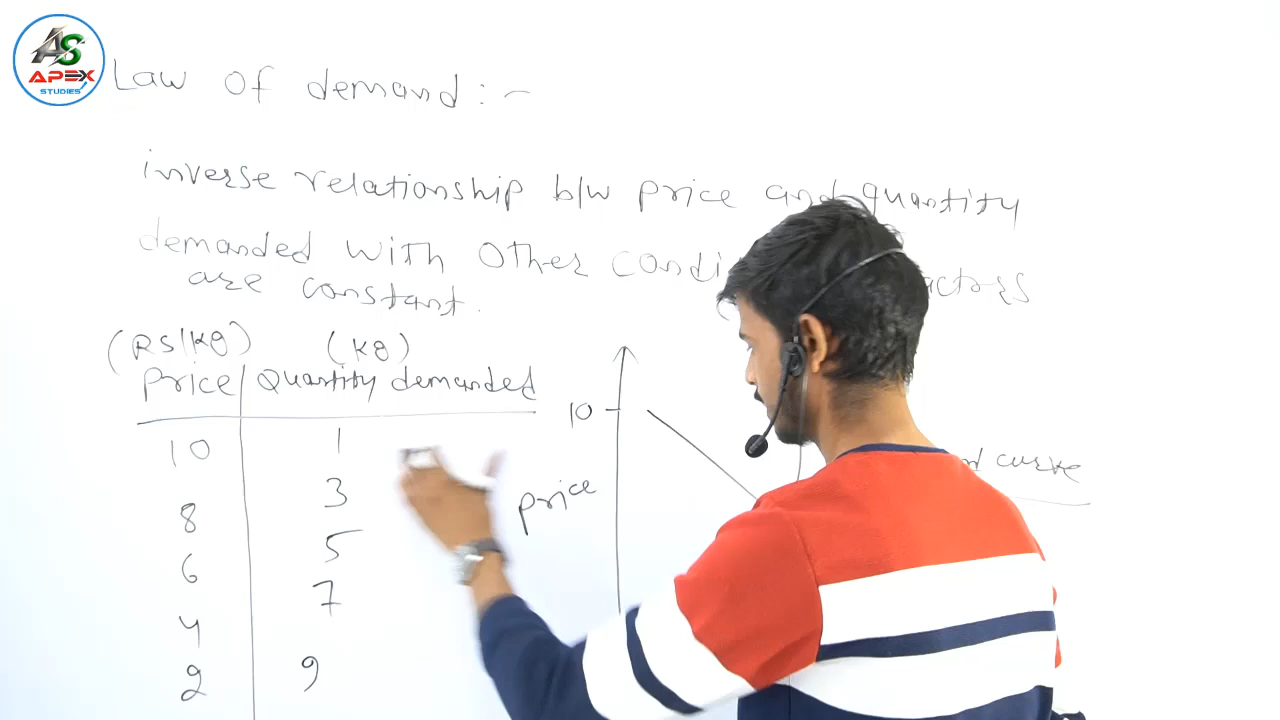 AS
APEX
STUDIES
Law of demand :-
inverse relationship b/w price and quantity
demanded with other
are constant.
(RS/Kg) (Kg)
Price Quantity demanded
10 1
8 3
6 5
4 7
2 9
10
price
curve